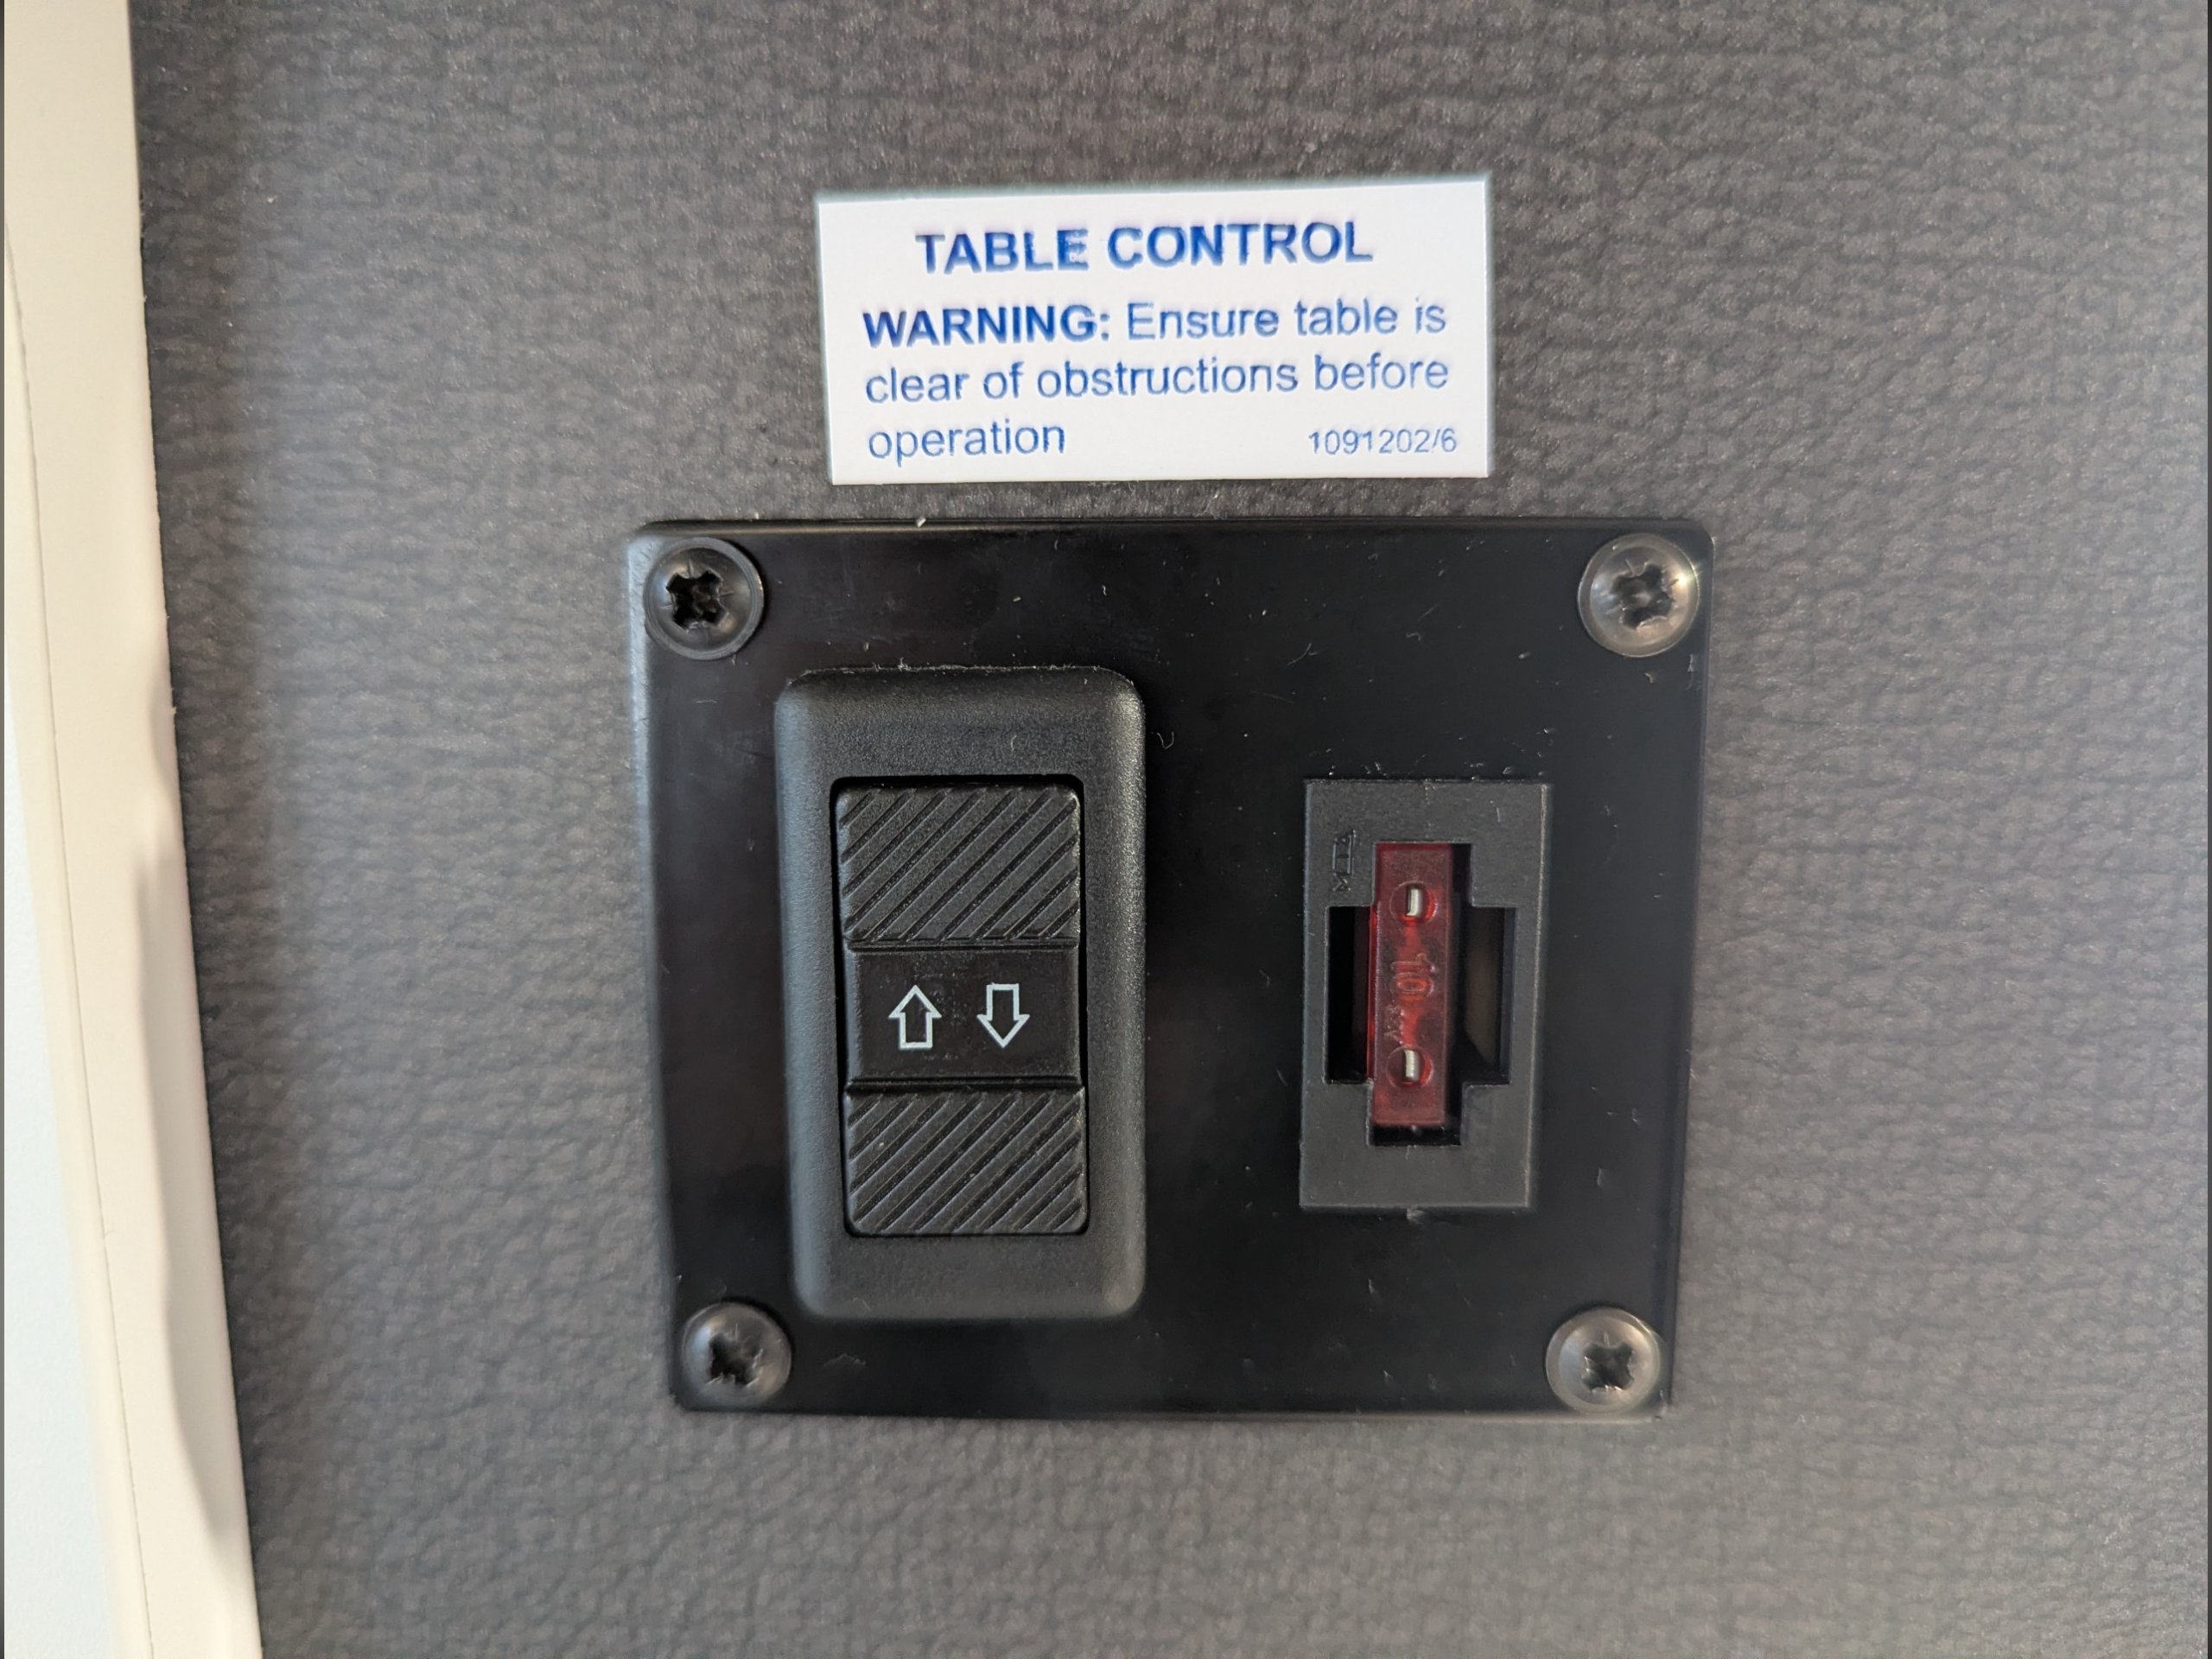 TABLE CONTROL
WARNING: Ensure table is
clear of obstructions before
operation 1091202/6
10